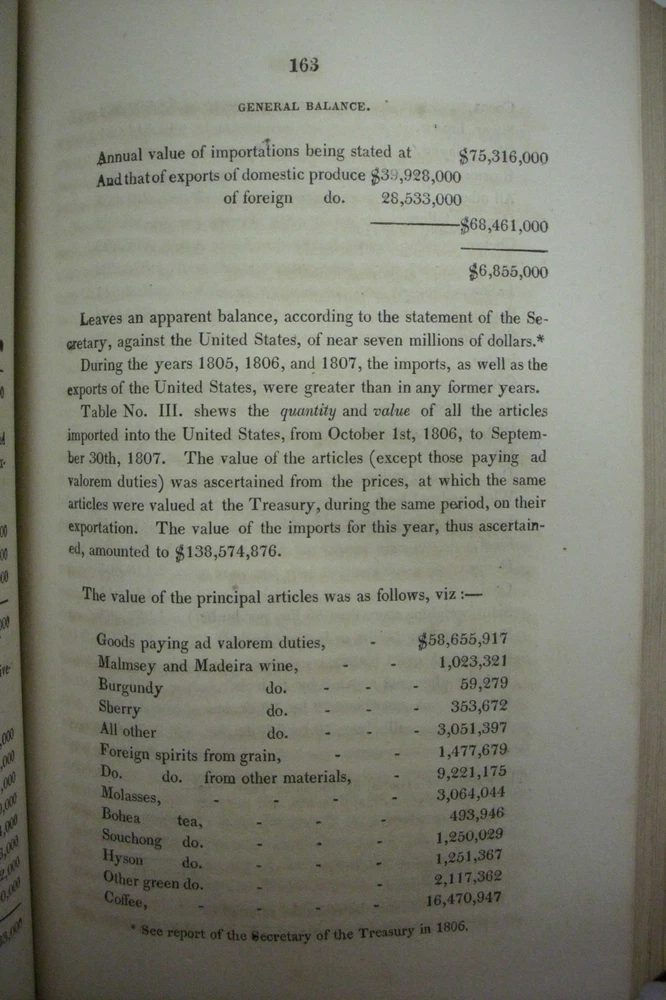 163
GENERAL BALANCE.
Annual value of importations being stated at $75,316,000
And that of exports of domestic produce $39,928,000
of foreign do. 28,533,000
$68,461,000
$6,855,000
Leaves an apparent balance, according to the statement of the Se-
cretary, against the United States, of near seven millions of dollars.*
During the years 1805, 1806, and 1807, the imports, as well as the
exports of the United States, were greater than in any former years.
Table No. III. shews the quantity and value of all the articles
imported into the United States, from October 1st, 1806, to Septem-
ber 30th, 1807. The value of the articles (except those paying ad
valorem duties) was ascertained from the prices, at which the same
articles were valued at the Treasury, during the same period, on their
exportation. The value of the imports for this year, thus ascertain-
ed, amounted to $138,574,876.
The value of the principal articles was as follows, viz :—
Goods paying ad valorem duties, - $58,655,917
Malmsey and Madeira wine, - - 1,023,321
Burgundy do. - - - 59,279
Sherry do. - - - 353,672
All other do. - - - 3,051,397
Foreign spirits from grain, - - 1,477,679
Do. do. from other materials, - 9,221,175
Molasses, - - - - 3,064,044
Bohea tea, - - - 493,946
Souchong do. - - - 1,250,029
Hyson do. - - - 1,251,367
Other green do. - - 2,117,362
Coffee, - - - - 16,470,947
* See report of the Secretary of the Treasury in 1806.